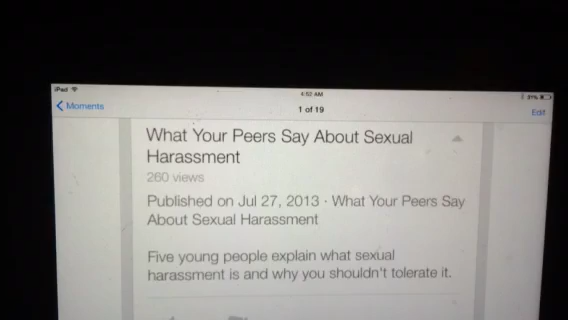 iPad
4:52 AM
91%
Moments
1 of 19
Edit
What Your Peers Say About Sexual
Harassment
260 views
Published on Jul 27, 2013 · What Your Peers Say
About Sexual Harassment
Five young people explain what sexual
harassment is and why you shouldn't tolerate it.